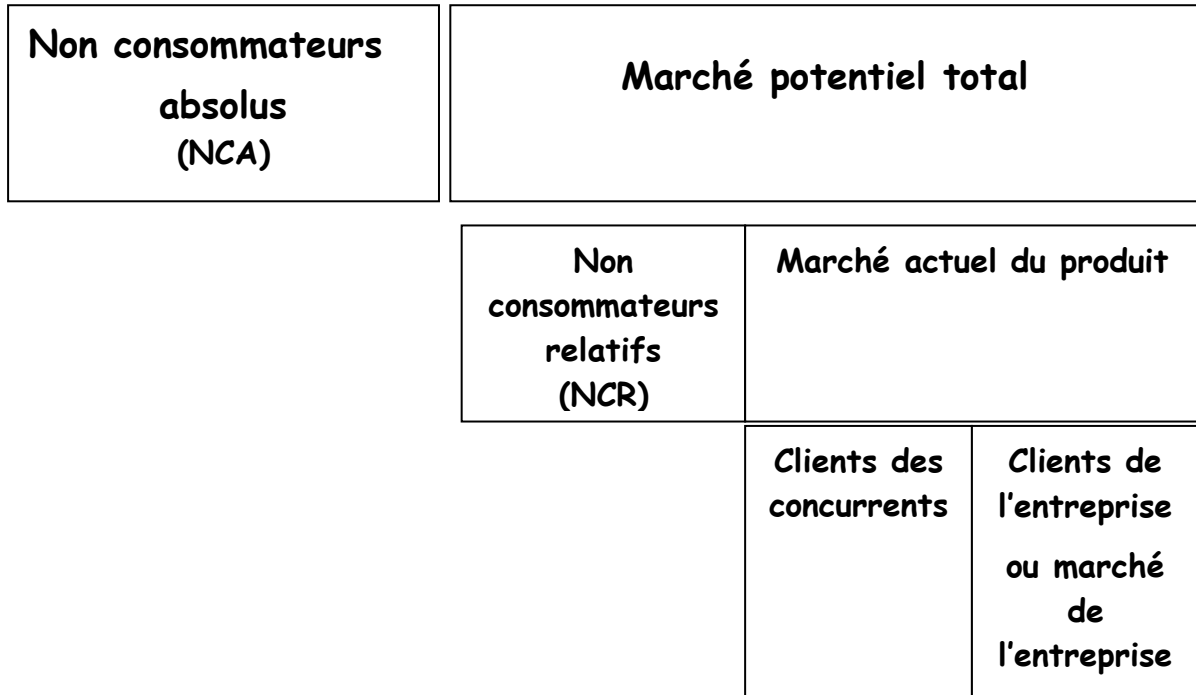 Non consommateurs
absolus
(NCA)
Marché potentiel total
Non
consommateurs
relatifs
(NCR)
Marché actuel du produit
Clients des
concurrents
Clients de
l’entreprise
ou marché
de
l’entreprise